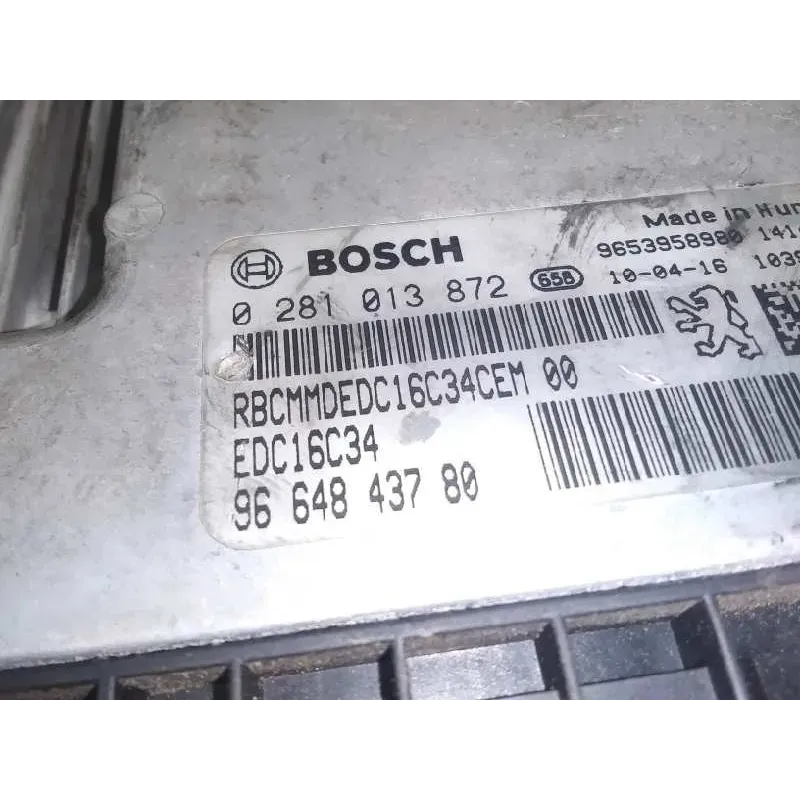 Made in Hun
BOSCH
9653958980 141
0 281 013 872 658 10-04-16 1039
RBCMMDEDC16C34CEM 00
EDC16C34
96 648 437 80